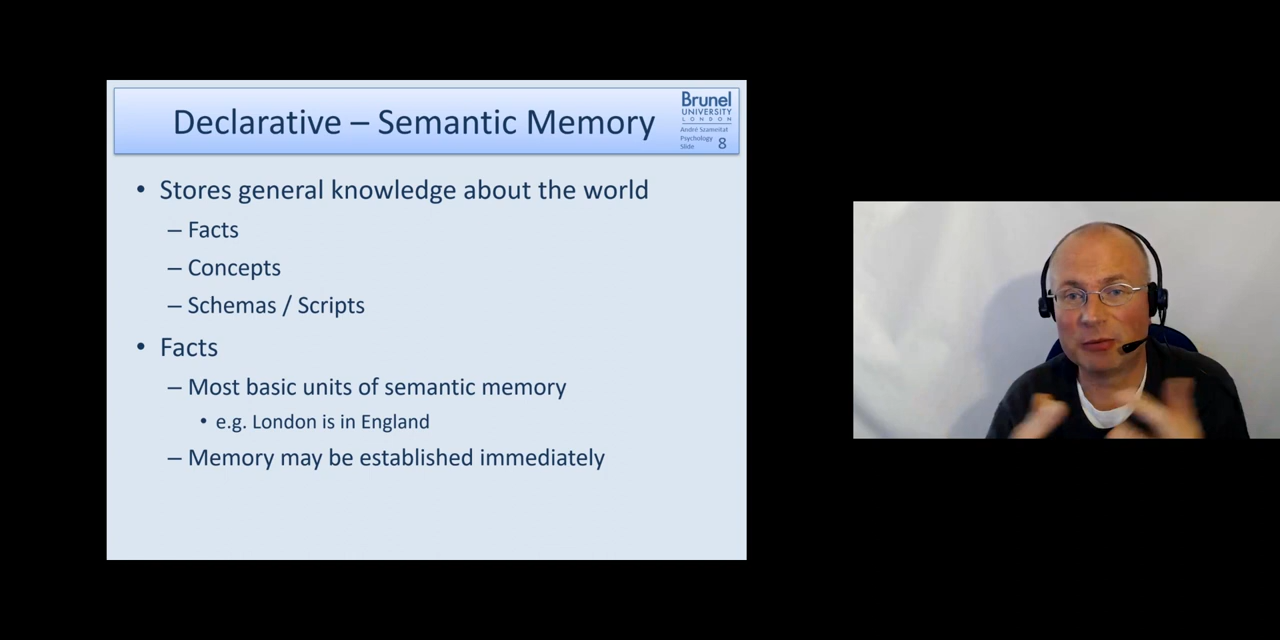 Declarative – Semantic Memory
Brunel
UNIVERSITY
LONDON
André Szameitat
Psychology
Slide 8
• Stores general knowledge about the world
– Facts
– Concepts
– Schemas / Scripts
• Facts
– Most basic units of semantic memory
• e.g. London is in England
– Memory may be established immediately